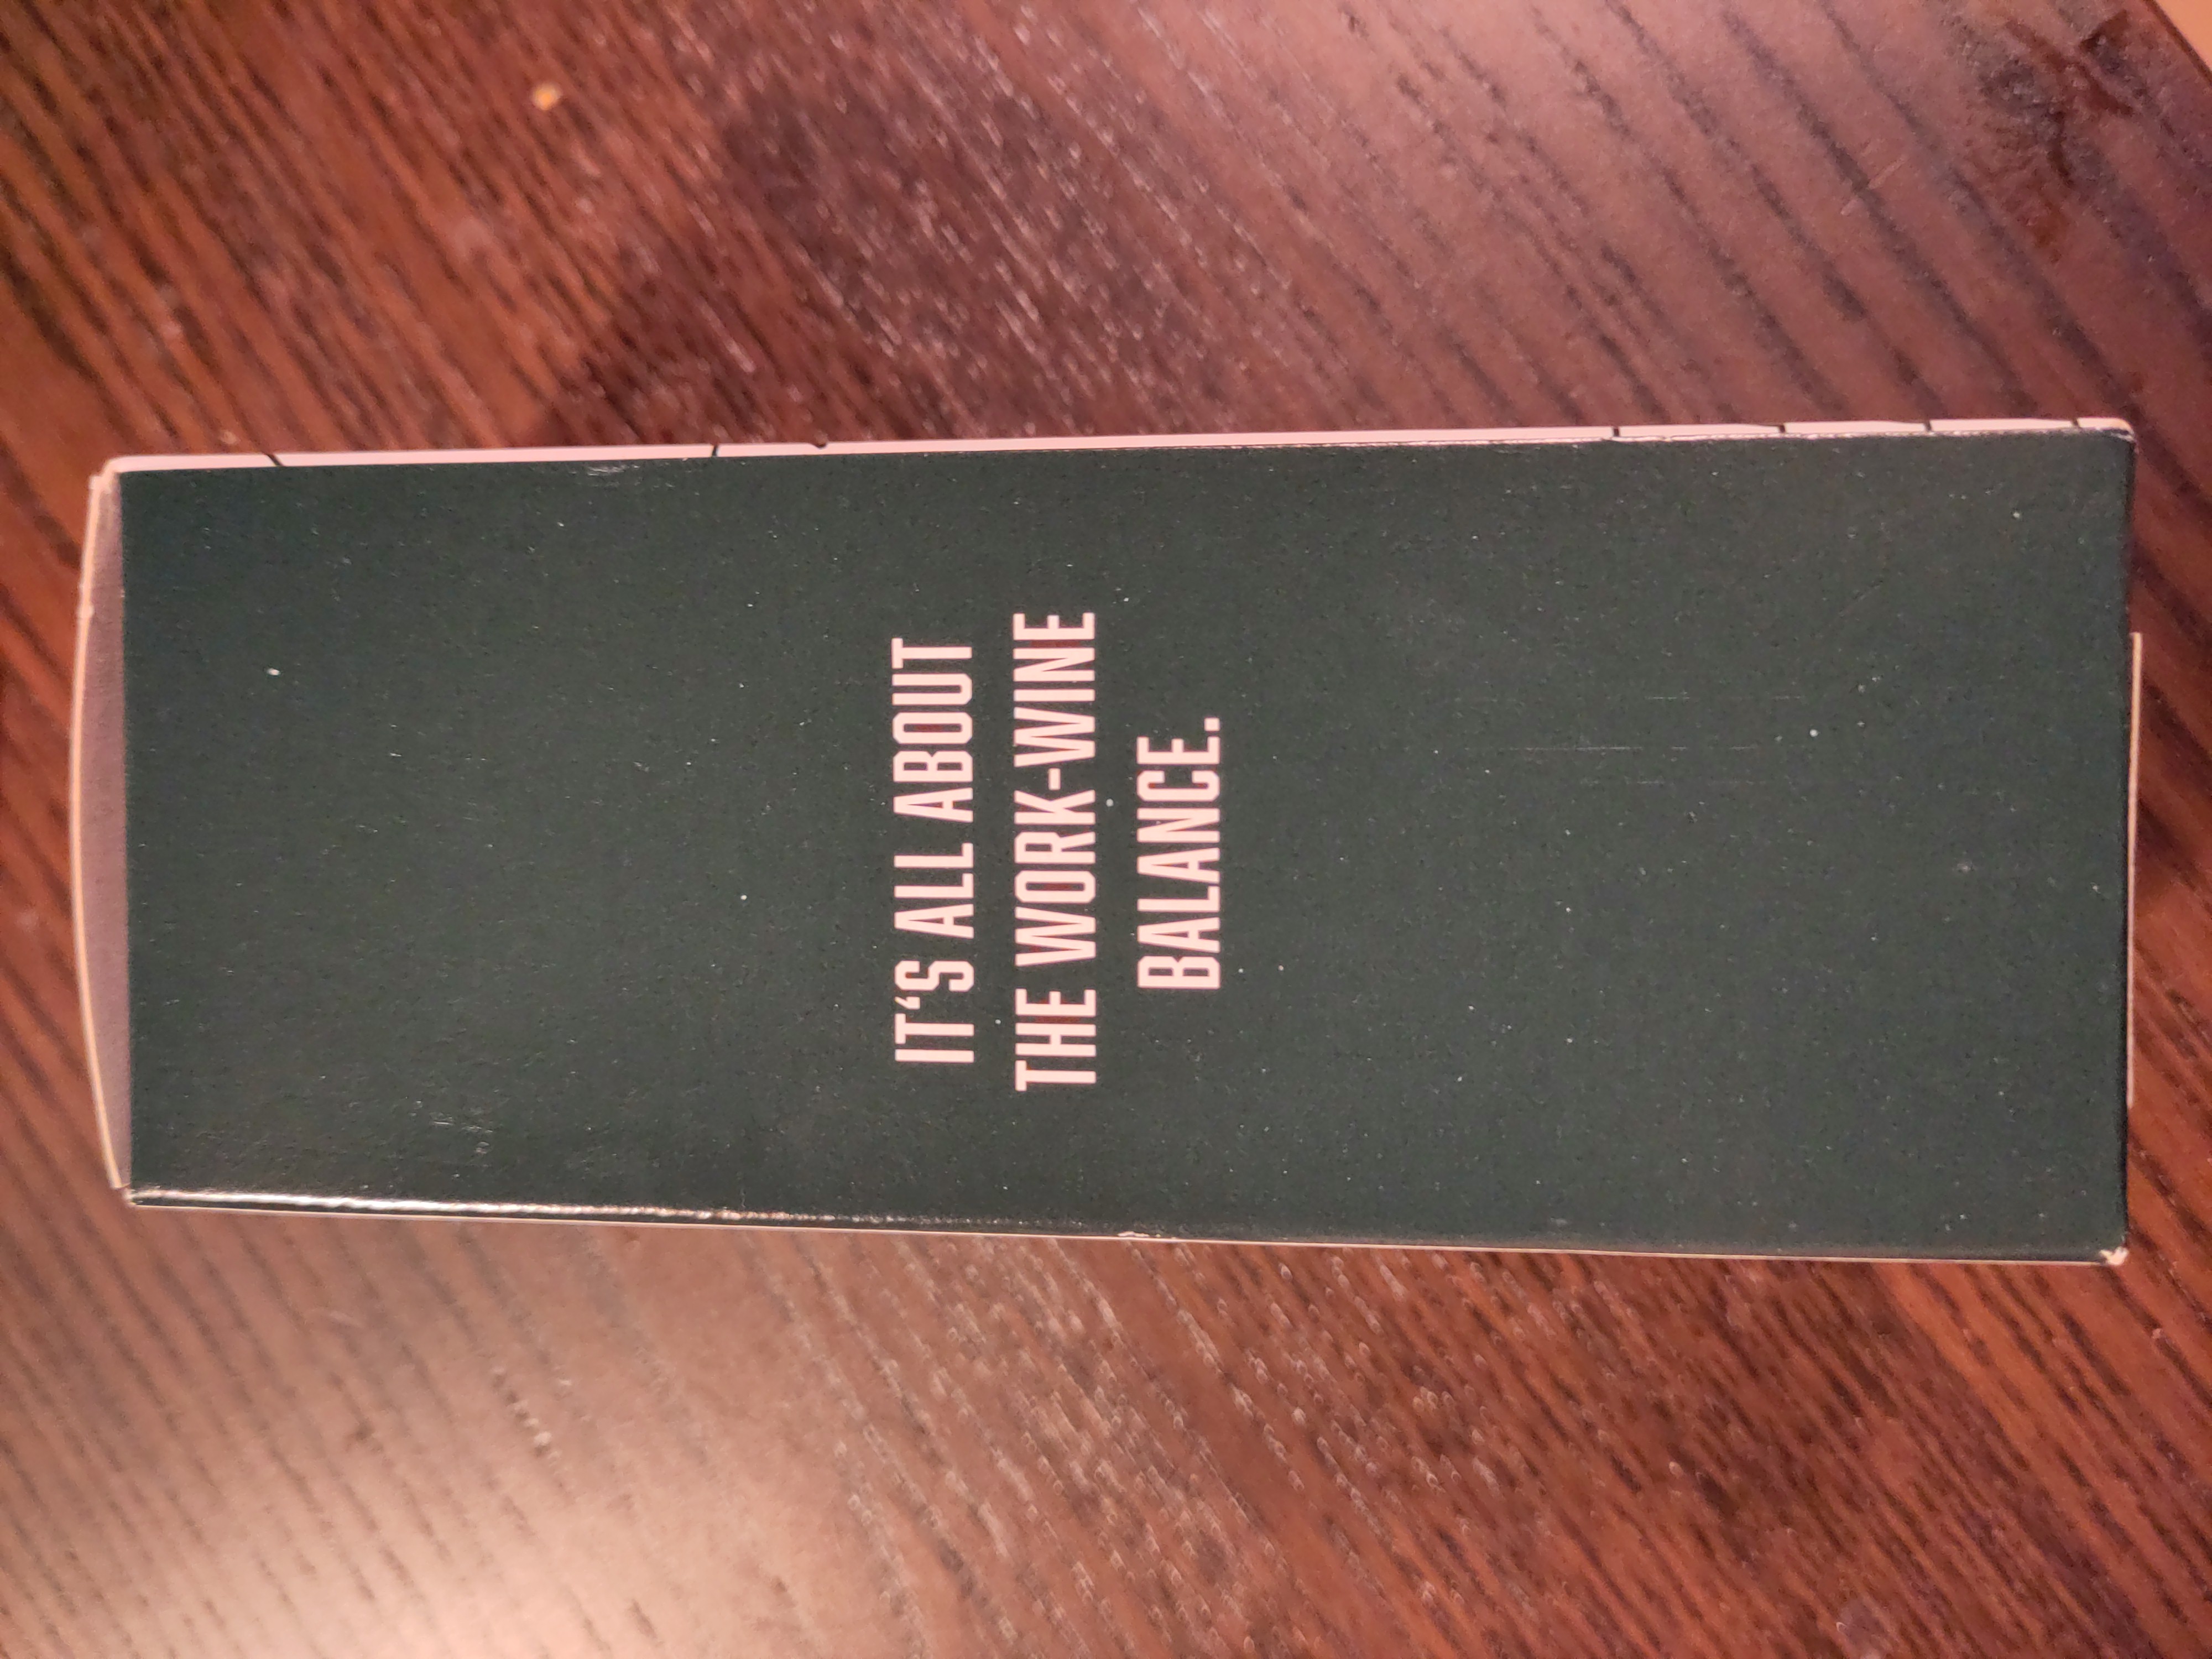 IT‘S ALL ABOUT
THE WORK-WINE
BALANCE.